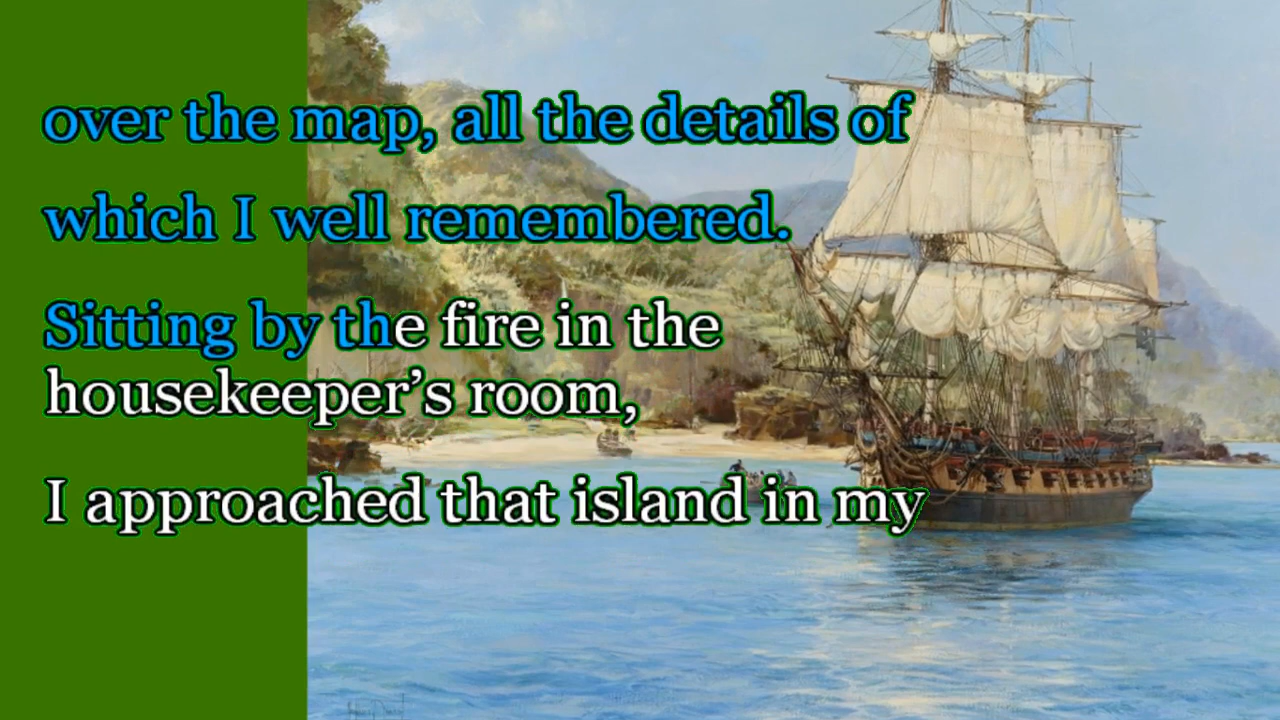 over the map, all the details of
which I well remembered.
Sitting by the fire in the
housekeeper’s room,
I approached that island in my